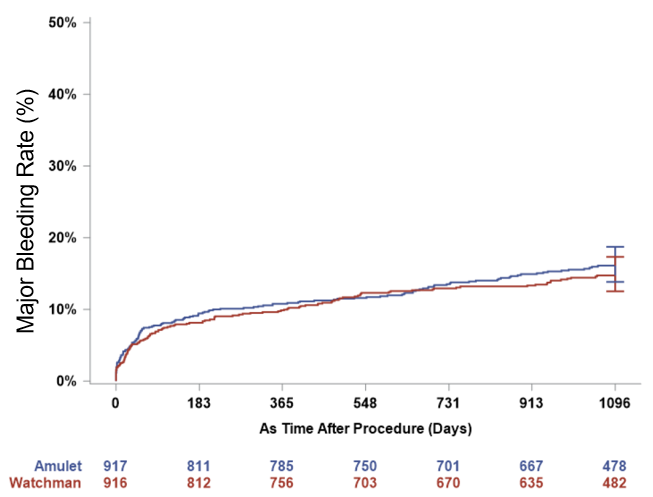 50%
40%
30%
20%
10%
0%
Major Bleeding Rate (%)
0 183 365 548 731 913 1096
As Time After Procedure (Days)
Amulet 917 811 785 750 701 667 478
Watchman 916 812 756 703 670 635 482